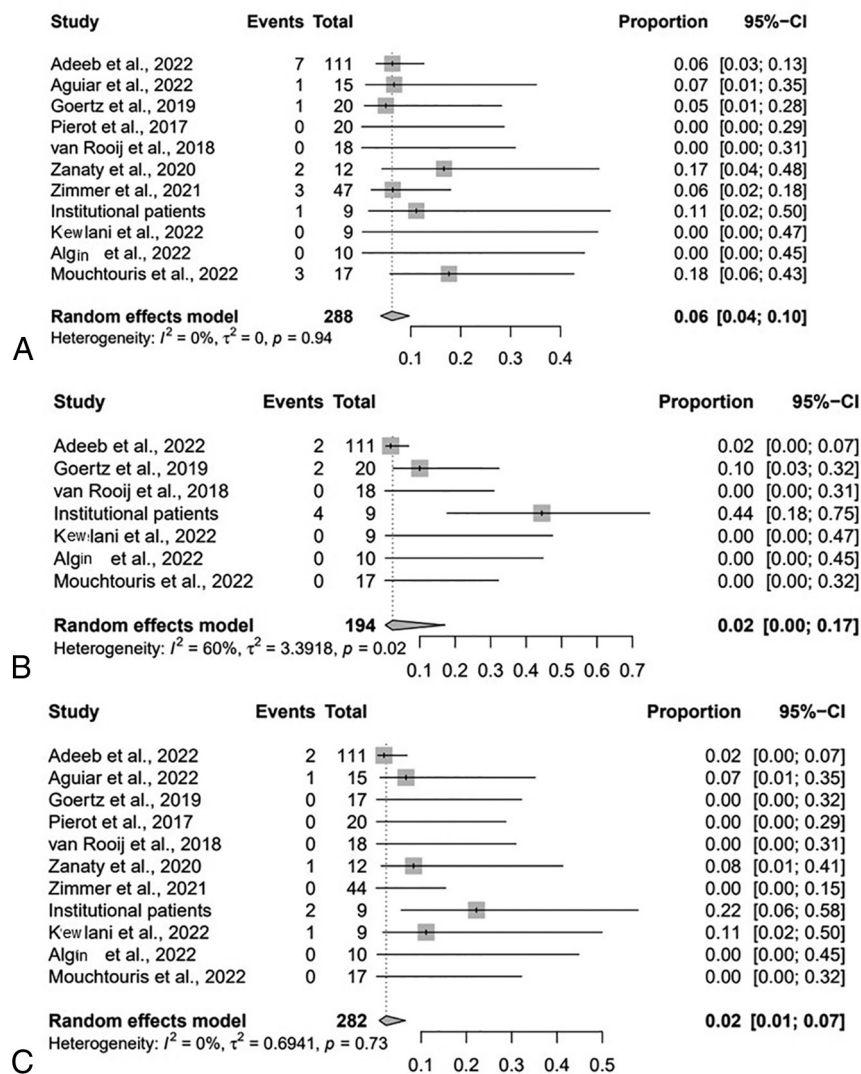 Study Events Total Proportion 95%−CI
Adeeb et al., 2022 7 111 0.06 [0.03; 0.13]
Aguiar et al., 2022 1 15 0.07 [0.01; 0.35]
Goertz et al., 2019 1 20 0.05 [0.01; 0.28]
Pierot et al., 2017 0 20 0.00 [0.00; 0.29]
van Rooij et al., 2018 0 18 0.00 [0.00; 0.31]
Zanaty et al., 2020 2 12 0.17 [0.04; 0.48]
Zimmer et al., 2021 3 47 0.06 [0.02; 0.18]
Institutional patients 1 9 0.11 [0.02; 0.50]
Kewlani et al., 2022 0 9 0.00 [0.00; 0.47]
Algin et al., 2022 0 10 0.00 [0.00; 0.45]
Mouchtouris et al., 2022 3 17 0.18 [0.06; 0.43]
Random effects model 288 0.06 [0.04; 0.10]
Heterogeneity: I² = 0%, τ² = 0, p = 0.94
0.1 0.2 0.3 0.4
A
Study Events Total Proportion 95%−CI
Adeeb et al., 2022 2 111 0.02 [0.00; 0.07]
Goertz et al., 2019 2 20 0.10 [0.03; 0.32]
van Rooij et al., 2018 0 18 0.00 [0.00; 0.31]
Institutional patients 4 9 0.44 [0.18; 0.75]
Kewlani et al., 2022 0 9 0.00 [0.00; 0.47]
Algin et al., 2022 0 10 0.00 [0.00; 0.45]
Mouchtouris et al., 2022 0 17 0.00 [0.00; 0.32]
Random effects model 194 0.02 [0.00; 0.17]
Heterogeneity: I² = 60%, τ² = 3.3918, p = 0.02
0.1 0.2 0.3 0.4 0.5 0.6 0.7
B
Study Events Total Proportion 95%−CI
Adeeb et al., 2022 2 111 0.02 [0.00; 0.07]
Aguiar et al., 2022 1 15 0.07 [0.01; 0.35]
Goertz et al., 2019 0 17 0.00 [0.00; 0.32]
Pierot et al., 2017 0 20 0.00 [0.00; 0.29]
van Rooij et al., 2018 0 18 0.00 [0.00; 0.31]
Zanaty et al., 2020 1 12 0.08 [0.01; 0.41]
Zimmer et al., 2021 0 44 0.00 [0.00; 0.15]
Institutional patients 2 9 0.22 [0.06; 0.58]
Kewlani et al., 2022 1 9 0.11 [0.02; 0.50]
Algin et al., 2022 0 10 0.00 [0.00; 0.45]
Mouchtouris et al., 2022 0 17 0.00 [0.00; 0.32]
Random effects model 282 0.02 [0.01; 0.07]
Heterogeneity: I² = 0%, τ² = 0.6941, p = 0.73
0.1 0.2 0.3 0.4 0.5
C